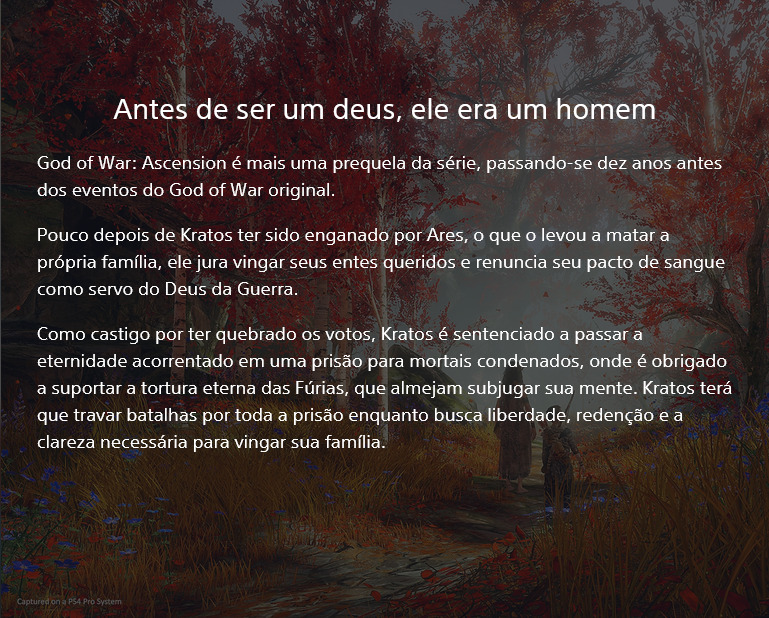 Antes de ser um deus, ele era um homem
God of War: Ascension é mais uma prequela da série, passando-se dez anos antes
dos eventos do God of War original.
Pouco depois de Kratos ter sido enganado por Ares, o que o levou a matar a
própria família, ele jura vingar seus entes queridos e renuncia seu pacto de sangue
como servo do Deus da Guerra.
Como castigo por ter quebrado os votos, Kratos é sentenciado a passar a
eternidade acorrentado em uma prisão para mortais condenados, onde é obrigado
a suportar a tortura eterna das Fúrias, que almejam subjugar sua mente. Kratos terá
que travar batalhas por toda a prisão enquanto busca liberdade, redenção e a
clareza necessária para vingar sua família.
Captured on a PS4 Pro System